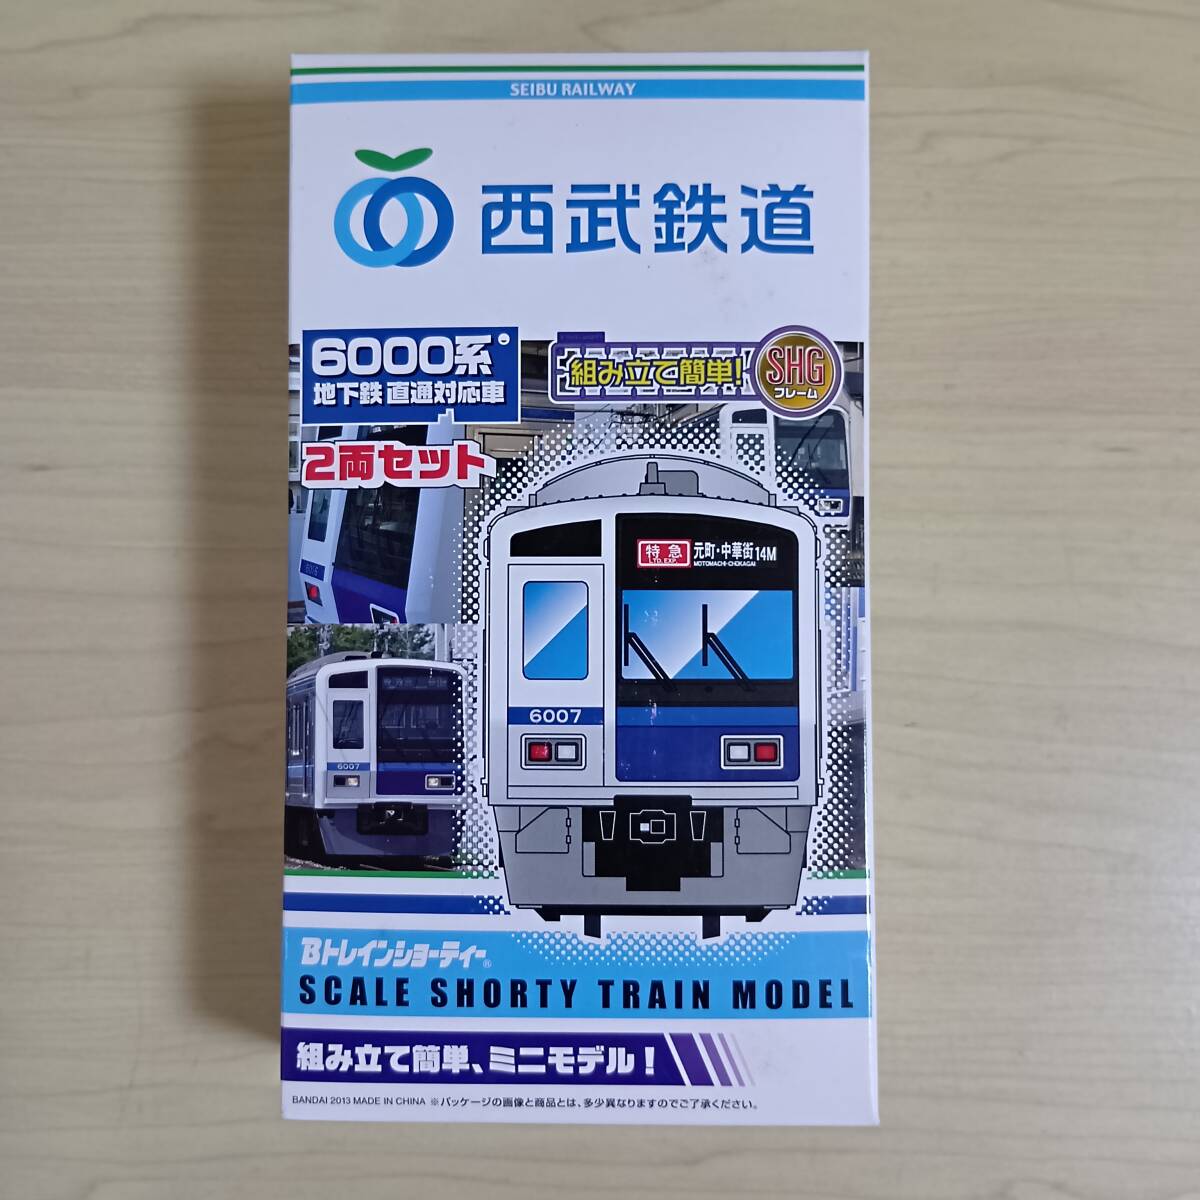 SEIBU RAILWAY
西武鉄道
6000系
地下鉄 直通対応車
組み立て簡単!
SHG
フレーム
2両セット
特急
LTD.EXP.
元町・中華街
MOTOMACHI-CHUKAGAI
14M
6016
6007
6007
Bトレインショーティー®
SCALE SHORTY TRAIN MODEL
組み立て簡単、ミニモデル!
BANDAI 2013 MADE IN CHINA ※パッケージの画像と商品とは、多少異なりますのでご了承ください。